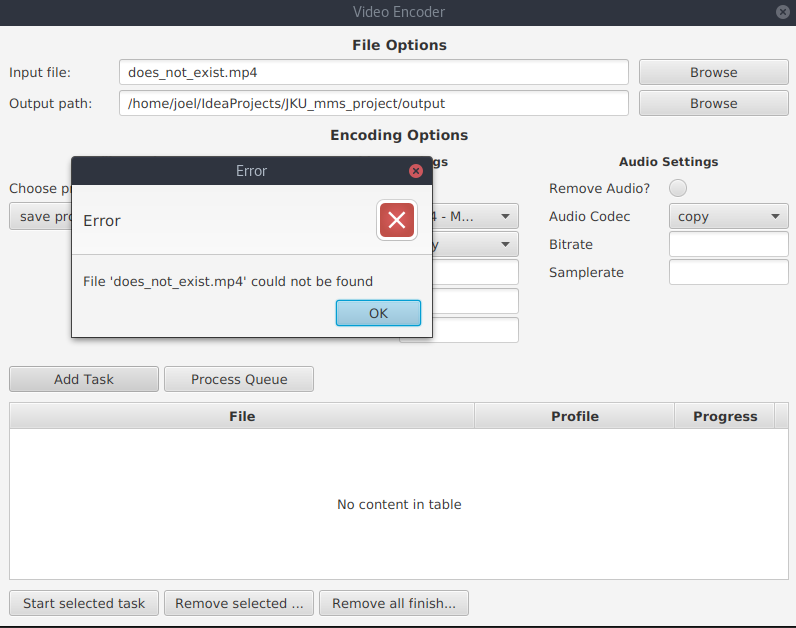 Video Encoder
File Options
Input file: does_not_exist.mp4 Browse
Output path: /home/joel/IdeaProjects/JKU_mms_project/output Browse
Encoding Options
Audio Settings
Error
Choose
Remove Audio?
save
Error
4 - M...
Audio Codec copy
Bitrate
File 'does_not_exist.mp4' could not be found
Samplerate
OK
Add Task Process Queue
File Profile Progress
No content in table
Start selected task Remove selected ... Remove all finish...